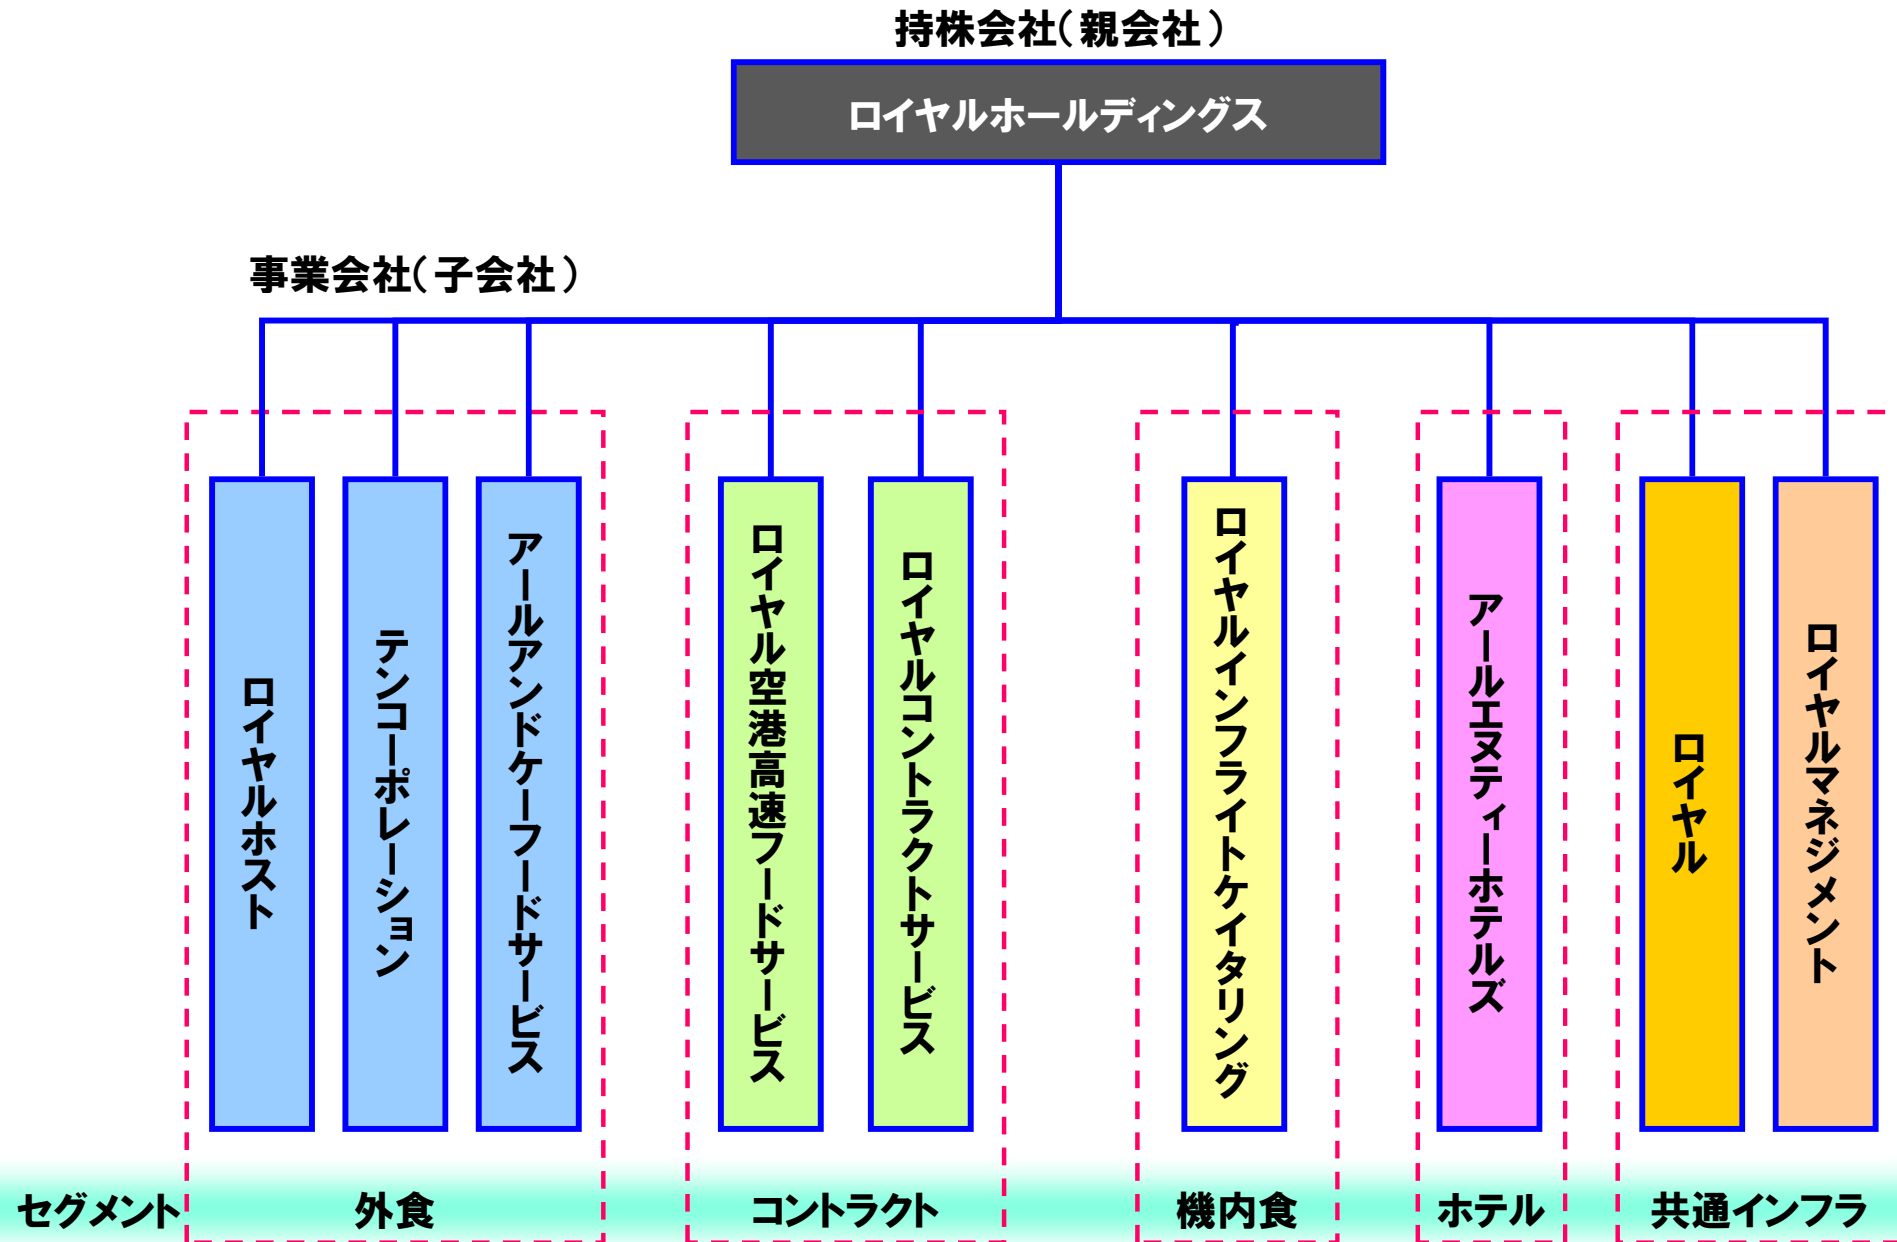 持株会社(親会社)
ロイヤルホールディングス
事業会社(子会社)
ロイヤルホスト
テンコーポレーション
アールアンドケーフードサービス
ロイヤル空港高速フードサービス
ロイヤルコントラクトサービス
ロイヤルインフライトケイタリング
アールエヌティーホテルズ
ロイヤル
ロイヤルマネジメント
セグメント
外食
コントラクト
機内食
ホテル
共通インフラ